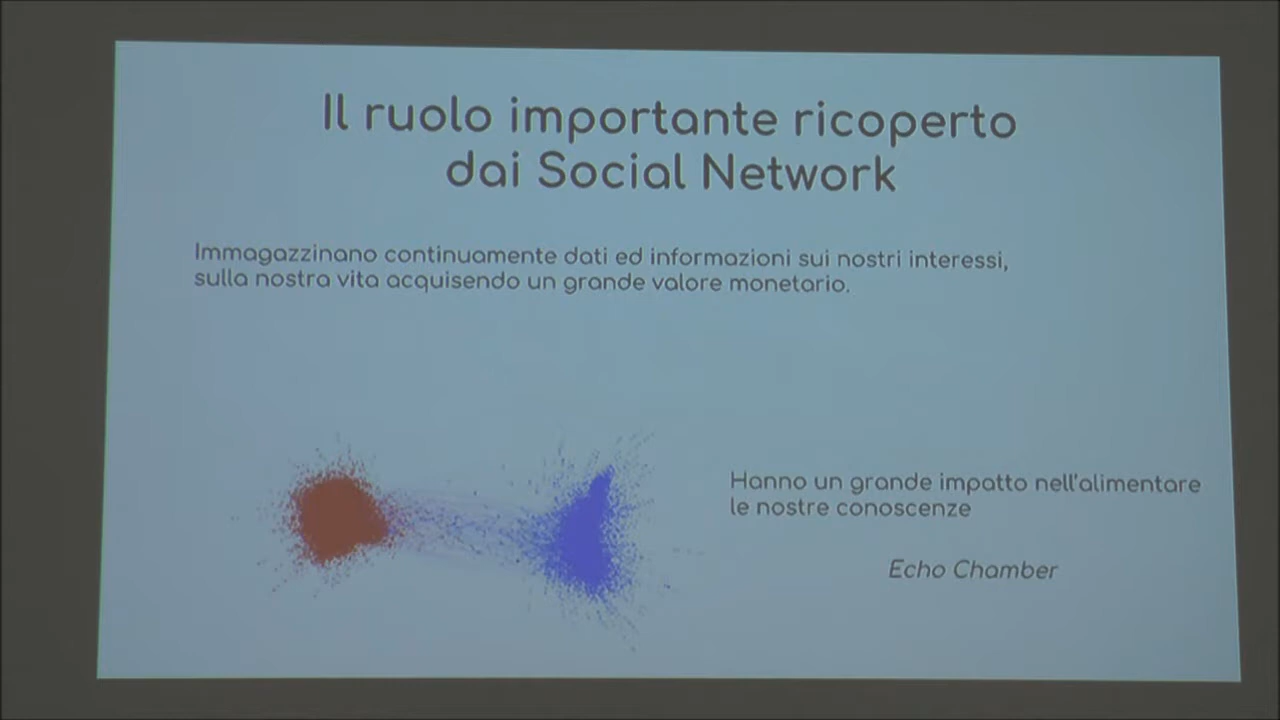 Il ruolo importante ricoperto
dai Social Network
Immagazzinano continuamente dati ed informazioni sui nostri interessi,
sulla nostra vita acquisendo un grande valore monetario.
Hanno un grande impatto nell'alimentare
le nostre conoscenze
Echo Chamber